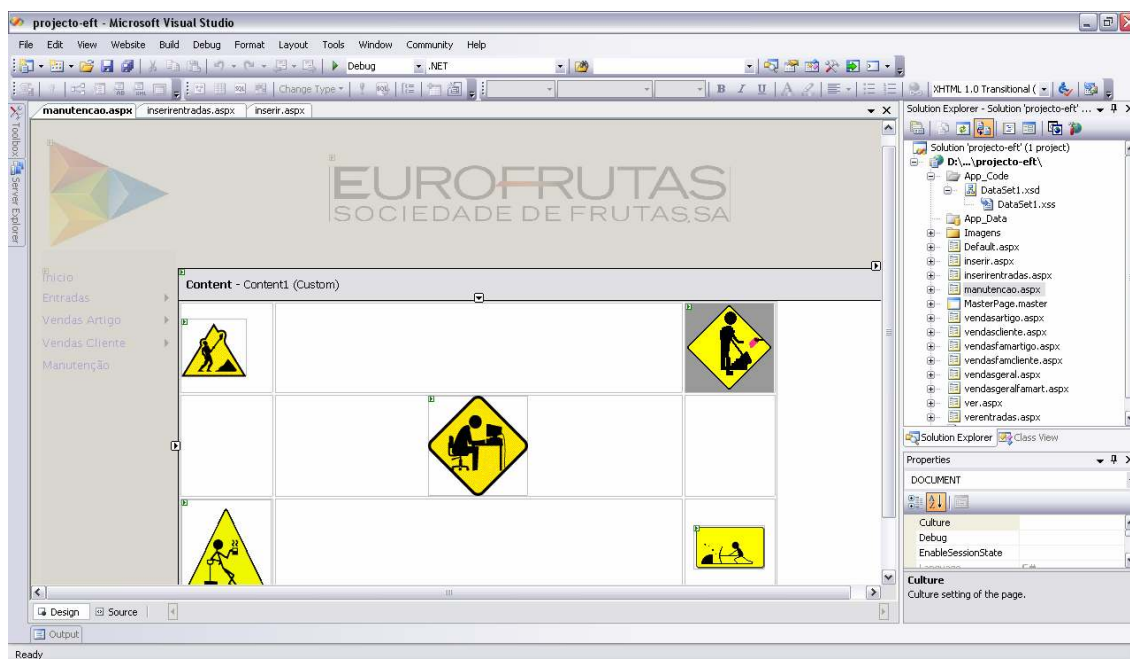 projecto-eft - Microsoft Visual Studio
File Edit View Website Build Debug Format Layout Tools Window Community Help
Debug .NET
Change Type B I U A XHTML 1.0 Transitional (
Toolbox
Server Explorer
manutencao.aspx inserirentradas.aspx inserir.aspx
EUROFRUTAS
SOCIEDADE DE FRUTAS,SA
Inicio
Entradas
Vendas Artigo
Vendas Cliente
Manutenção
Content - Content1 (Custom)
Design Source
Output
Ready
Solution Explorer - Solution 'projecto-eft' ...
Solution 'projecto-eft' (1 project)
D:\...\projecto-eft\
App_Code
DataSet1.xsd
DataSet1.xss
App_Data
Imagens
Default.aspx
inserir.aspx
inserirentradas.aspx
manutencao.aspx
MasterPage.master
vendasartigo.aspx
vendascliente.aspx
vendasfamartigo.aspx
vendasfamcliente.aspx
vendasgeral.aspx
vendasgeralfamart.aspx
ver.aspx
verentradas.aspx
Solution Explorer Class View
Properties
DOCUMENT
Culture
Debug
EnableSessionState
Culture
Culture setting of the page.